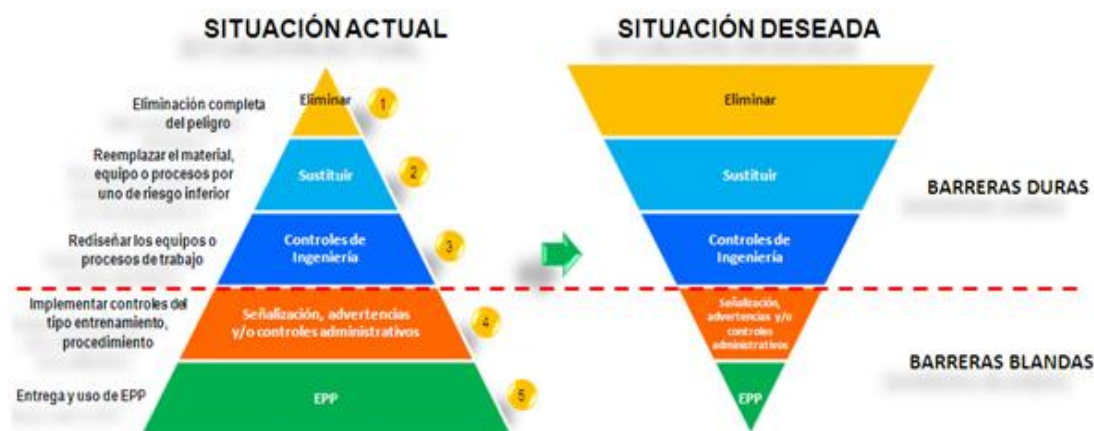 SITUACIÓN ACTUAL
SITUACIÓN DESEADA
Eliminación completa
del peligro
Eliminar
1
Reemplazar el material,
equipo o procesos por
uno de riesgo inferior
Sustituir
2
Rediseñar los equipos o
procesos de trabajo
Controles de
Ingeniería
3
Implementar controles del
tipo entrenamiento,
procedimiento
Señalización, advertencias
y/o controles administrativos
4
Entrega y uso de EPP
EPP
5
Eliminar
Sustituir
Controles de
Ingeniería
Señalización,
advertencias y/o
controles
administrativos
EPP
BARRERAS DURAS
BARRERAS BLANDAS